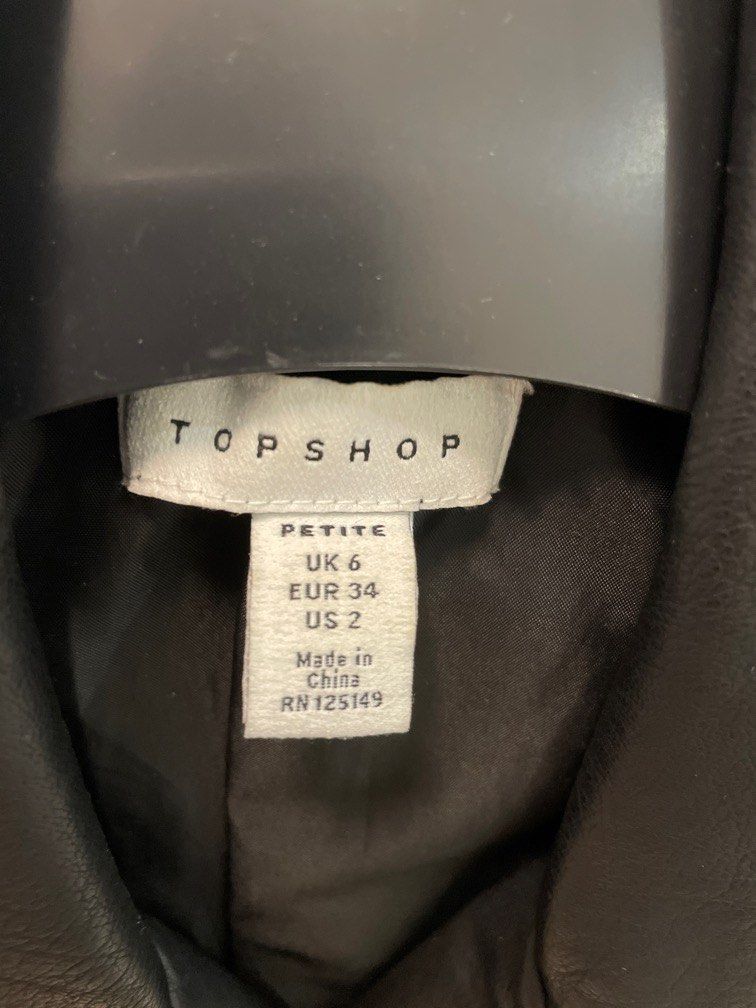 TOPSHOP
PETITE
UK 6
EUR 34
US 2
Made in
China
RN 125149